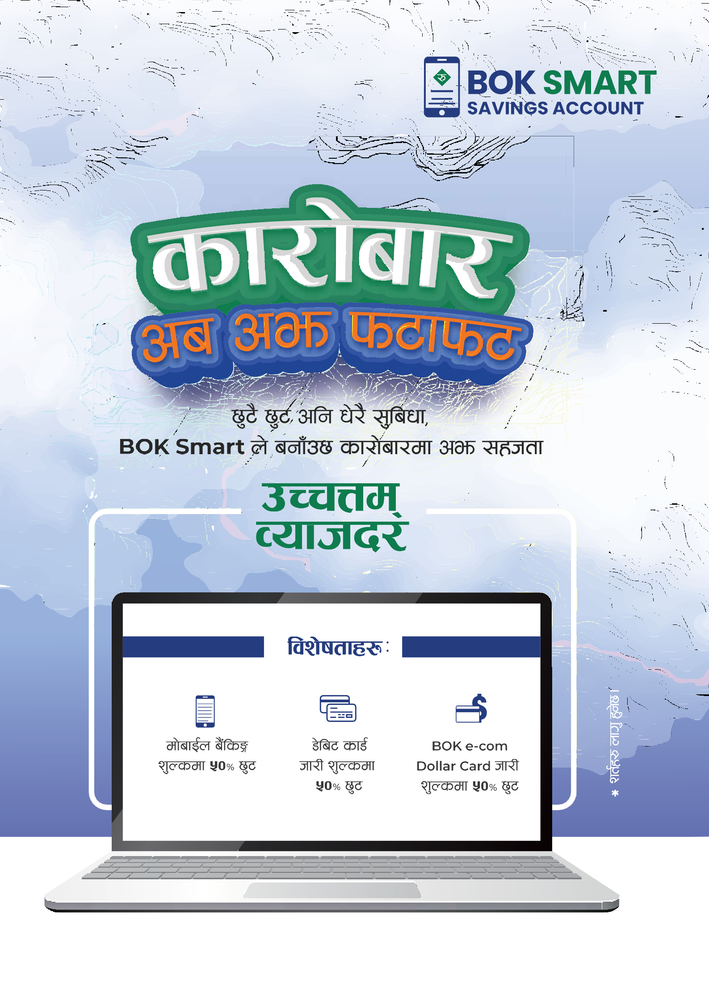 रु
BOK SMART
SAVINGS ACCOUNT
कारोबार
अब अझ फटाफट
छुटै छुट अनि धेरै सुबिधा,
BOK Smart ले बनाँउछ कारोबारमा अझ सहजता
उच्चत्तम्
व्याजदर
विशेषताहरू :
मोबाईल बैंकिङ्ग
शुल्कमा ५०% छुट
डेबिट कार्ड
जारी शुल्कमा
५०% छुट
BOK e-com
Dollar Card जारी
शुल्कमा ५०% छुट
* शर्तहरु लागु हुनेछ।